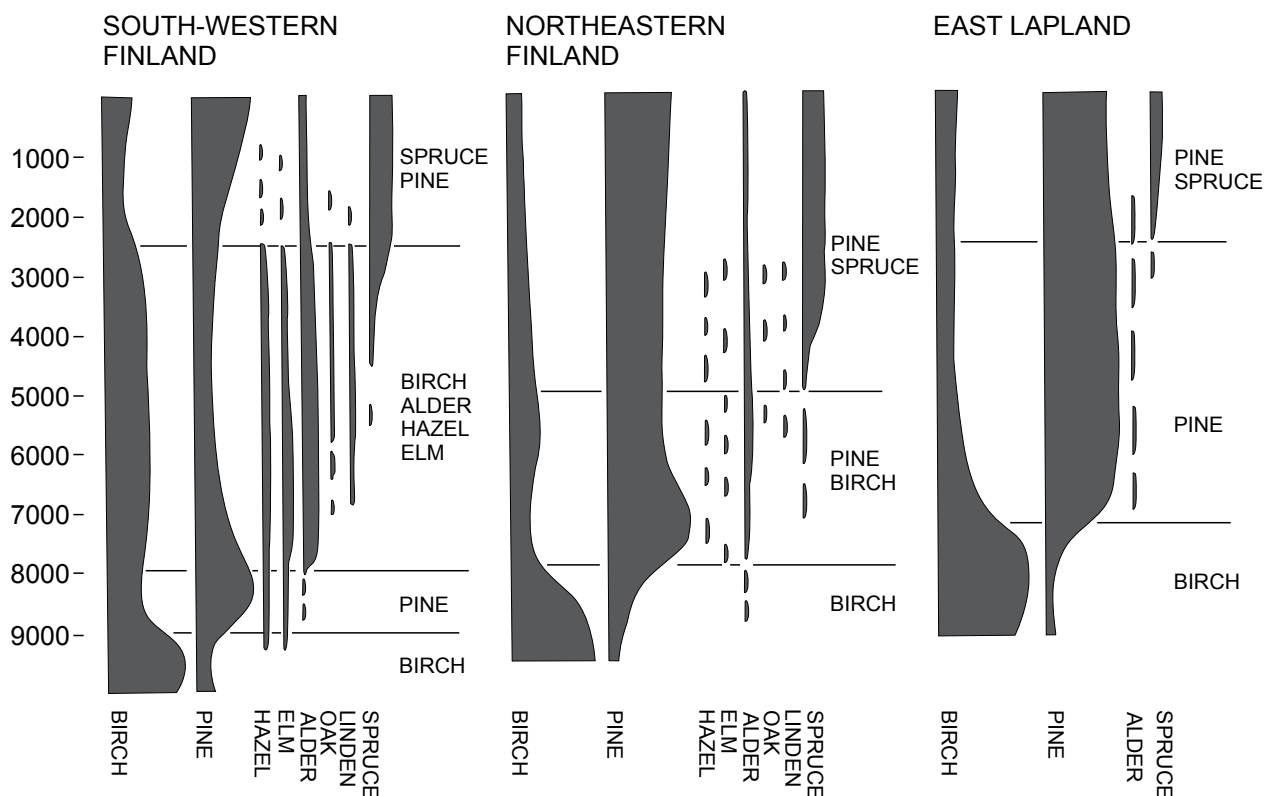 SOUTH-WESTERN
FINLAND
NORTHEASTERN
FINLAND
EAST LAPLAND
1000
2000
3000
4000
5000
6000
7000
8000
9000
SPRUCE
PINE
BIRCH
ALDER
HAZEL
ELM
PINE
BIRCH
PINE
SPRUCE
PINE
BIRCH
BIRCH
PINE
SPRUCE
PINE
BIRCH
BIRCH
PINE
HAZEL
ELM
ALDER
OAK
LINDEN
SPRUCE
BIRCH
PINE
HAZEL
ELM
ALDER
OAK
LINDEN
SPRUCE
BIRCH
PINE
ALDER
SPRUCE